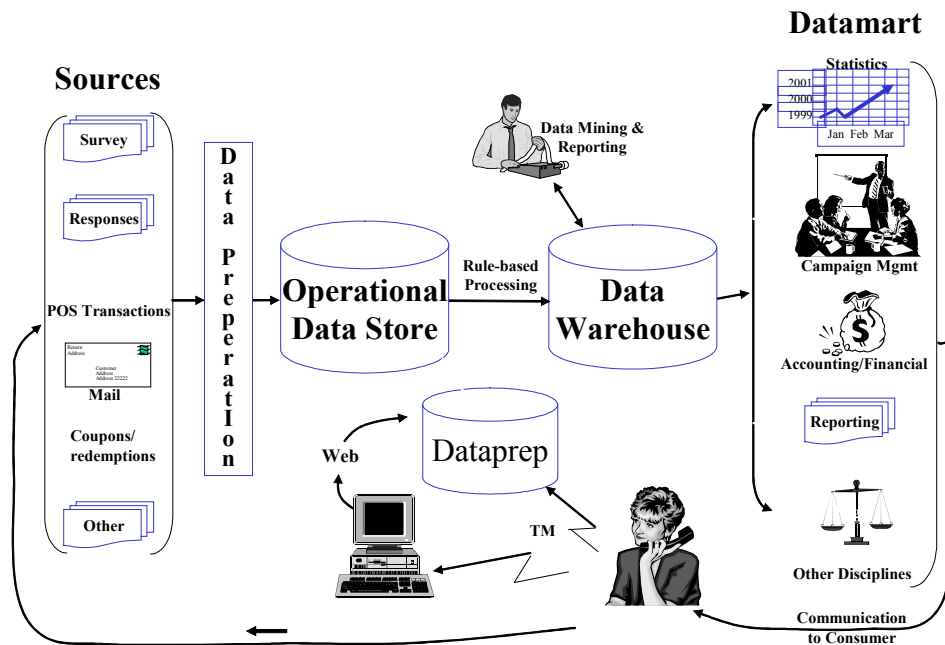 Datamart
Sources
Survey
Responses
POS Transactions
Return
Address
Customer
Address
Address 22222
Mail
Coupons/
redemptions
Other
Data PreperatIon
Operational
Data Store
Rule-based
Processing
Data Mining &
Reporting
Data
Warehouse
Dataprep
Web
TM
Statistics
2001
2000
1999
Jan Feb Mar
Campaign Mgmt
$
Accounting/Financial
Reporting
Other Disciplines
Communication
to Consumer